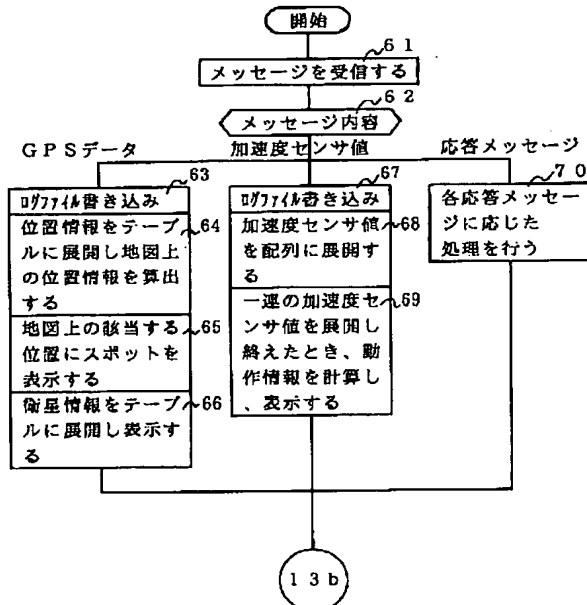 開始
61
メッセージを受信する
62
メッセージ内容
GPSデータ
加速度センサ値
応答メッセージ
63
ログファイル書き込み
位置情報をテーブ
ルに展開し地図上
の位置情報を算出
する
64
地図上の該当する
位置にスポットを
表示する
65
衛星情報をテーブ
ルに展開し表示す
る
66
67
ログファイル書き込み
加速度センサ値
を配列に展開す
る
68
一連の加速度セ
ンサ値を展開し
終えたとき、動
作情報を計算し
、表示する
69
70
各応答メッセー
ジに応じた
処理を行う
13b